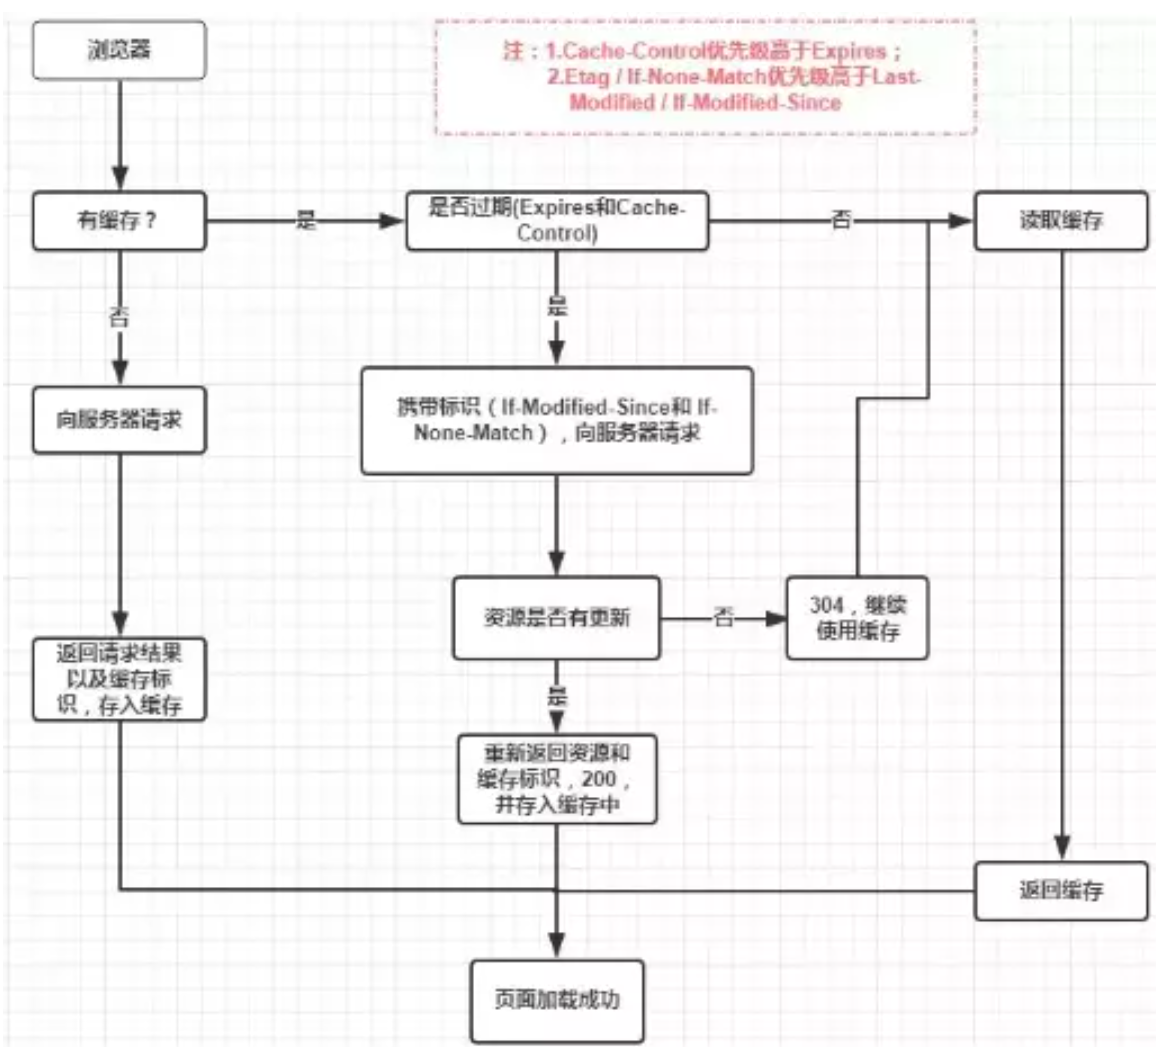 浏览器
注：1.Cache-Control优先级高于Expires；
2.Etag / If-None-Match优先级高于Last-
Modified / If-Modified-Since
有缓存？
是
是否过期(Expires和Cache-
Control)
否
读取缓存
否
是
向服务器请求
携带标识（If-Modified-Since和 If-
None-Match），向服务器请求
资源是否有更新
否
304，继续
使用缓存
返回请求结果
以及缓存标
识，存入缓存
是
重新返回资源和
缓存标识，200，
并存入缓存中
返回缓存
页面加载成功